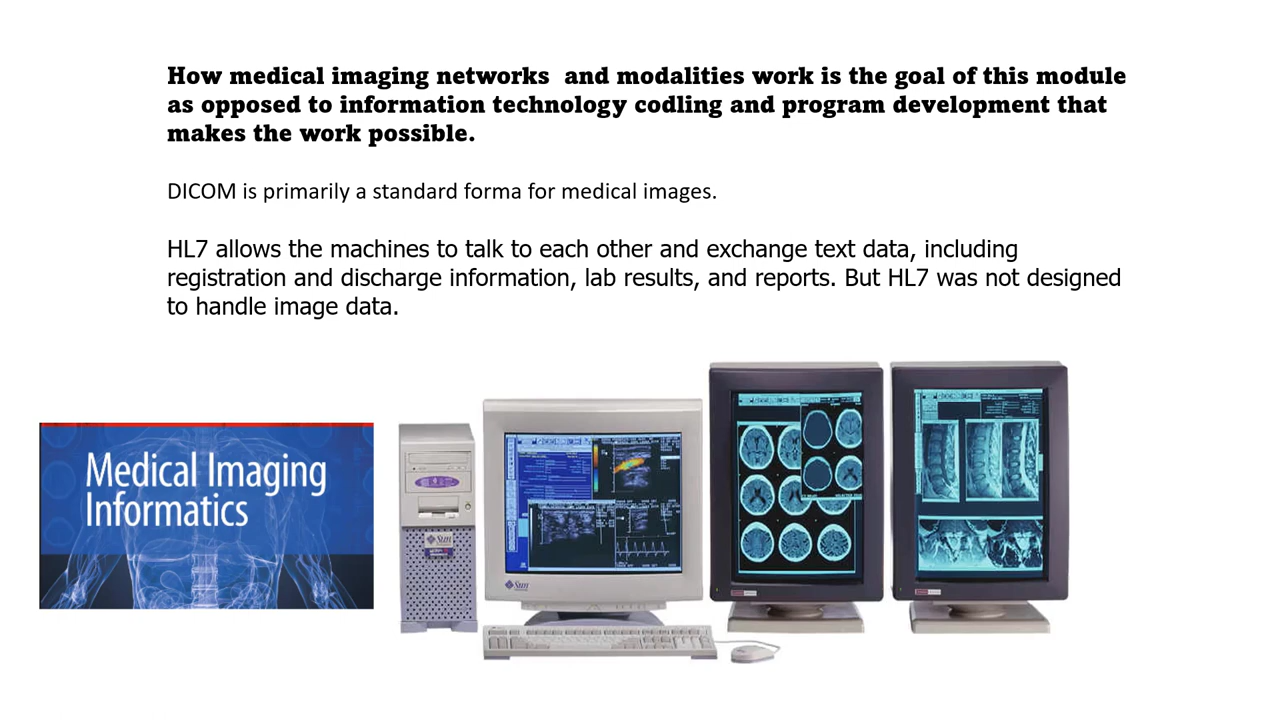 How medical imaging networks  and modalities work is the goal of this module
as opposed to information technology codling and program development that
makes the work possible.
DICOM is primarily a standard forma for medical images.
HL7 allows the machines to talk to each other and exchange text data, including
registration and discharge information, lab results, and reports. But HL7 was not designed
to handle image data.
Medical Imaging
Informatics
Sun
Sun